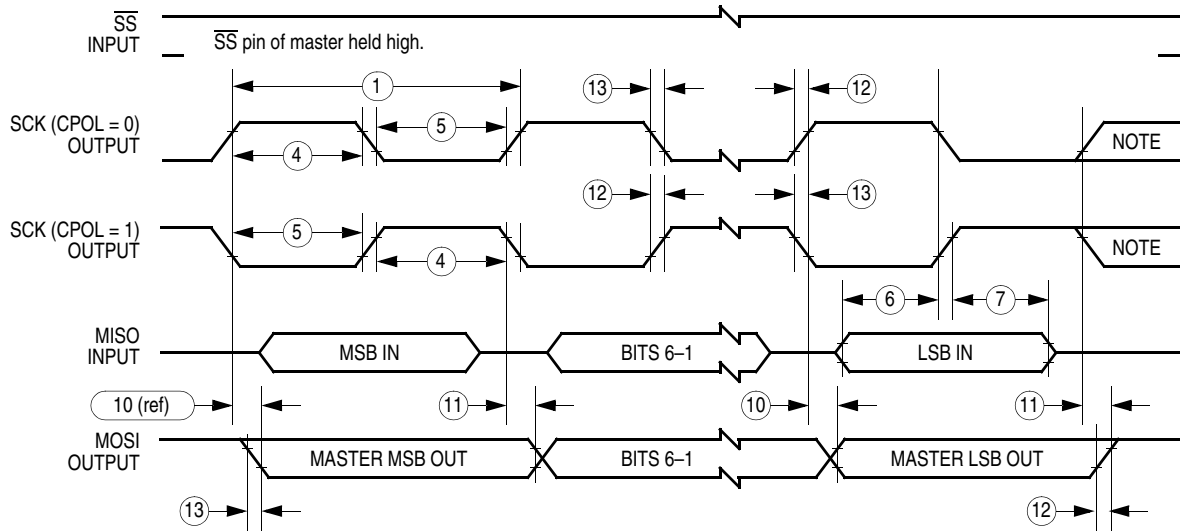 SS
INPUT
SS pin of master held high.
1
13
12
SCK (CPOL = 0)
OUTPUT
5
4
NOTE
12
13
SCK (CPOL = 1)
OUTPUT
5
4
NOTE
6
7
MISO
INPUT
MSB IN
BITS 6–1
LSB IN
10 (ref)
11
10
11
MOSI
OUTPUT
MASTER MSB OUT
BITS 6–1
MASTER LSB OUT
13
12